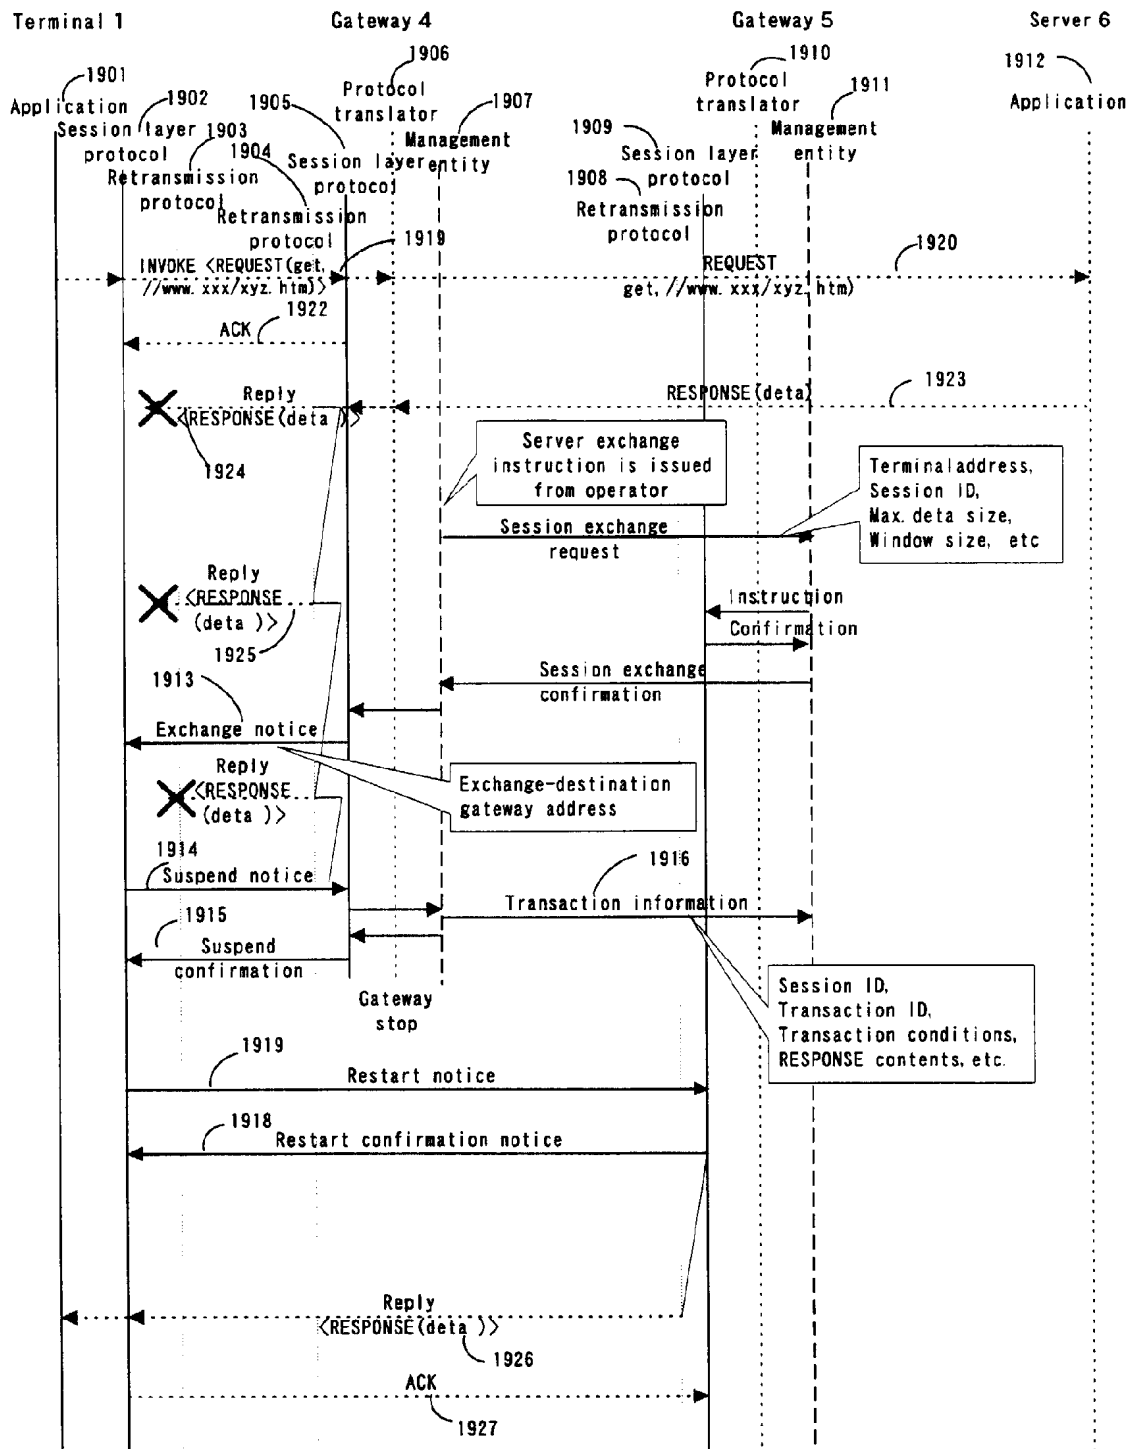 Terminal 1 Gateway 4 Gateway 5 Server 6
1901
Application
1902
Session layer
protocol
1903
Retransmission
protocol
1904
Retransmission
protocol
1905
Session layer
protocol
1906
Protocol
translator
1907
Management
entity
1908
Retransmission
protocol
1909
Session layer
protocol
1910
Protocol
translator
1911
Management
entity
1912
Application
1919
INVOKE <REQUEST(get,
//www.xxx/xyz.htm)>
1920
REQUEST
get,//www.xxx/xyz.htm)
1922
ACK
1923
RESPONSE(deta)
Reply
<RESPONSE(deta )>
1924
Server exchange
instruction is issued
from operator
Terminaladdress,
Session ID,
Max.deta size,
Window size, etc
Session exchange
request
Reply
<RESPONSE
(deta )>
1925
Instruction
Confirmation
Session exchange
confirmation
1913
Exchange notice
Exchange-destination
gateway address
Reply
<RESPONSE
(deta )>
1914
Suspend notice
1916
Transaction information
1915
Suspend
confirmation
Session ID,
Transaction ID,
Transaction conditions,
RESPONSE contents,etc.
Gateway
stop
1919
Restart notice
1918
Restart confirmation notice
Reply
<RESPONSE(deta )>
1926
ACK
1927